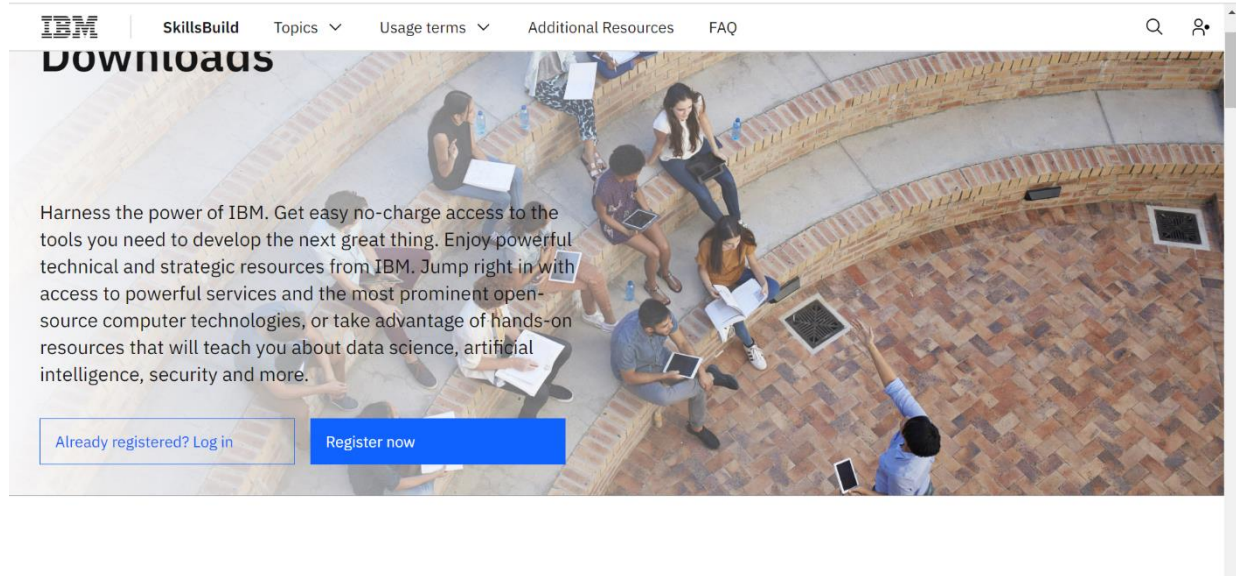 IBM SkillsBuild Topics Usage terms Additional Resources FAQ
Downloads
Harness the power of IBM. Get easy no-charge access to the
tools you need to develop the next great thing. Enjoy powerful
technical and strategic resources from IBM. Jump right in with
access to powerful services and the most prominent open-
source computer technologies, or take advantage of hands-on
resources that will teach you about data science, artificial
intelligence, security and more.
Already registered? Log in
Register now